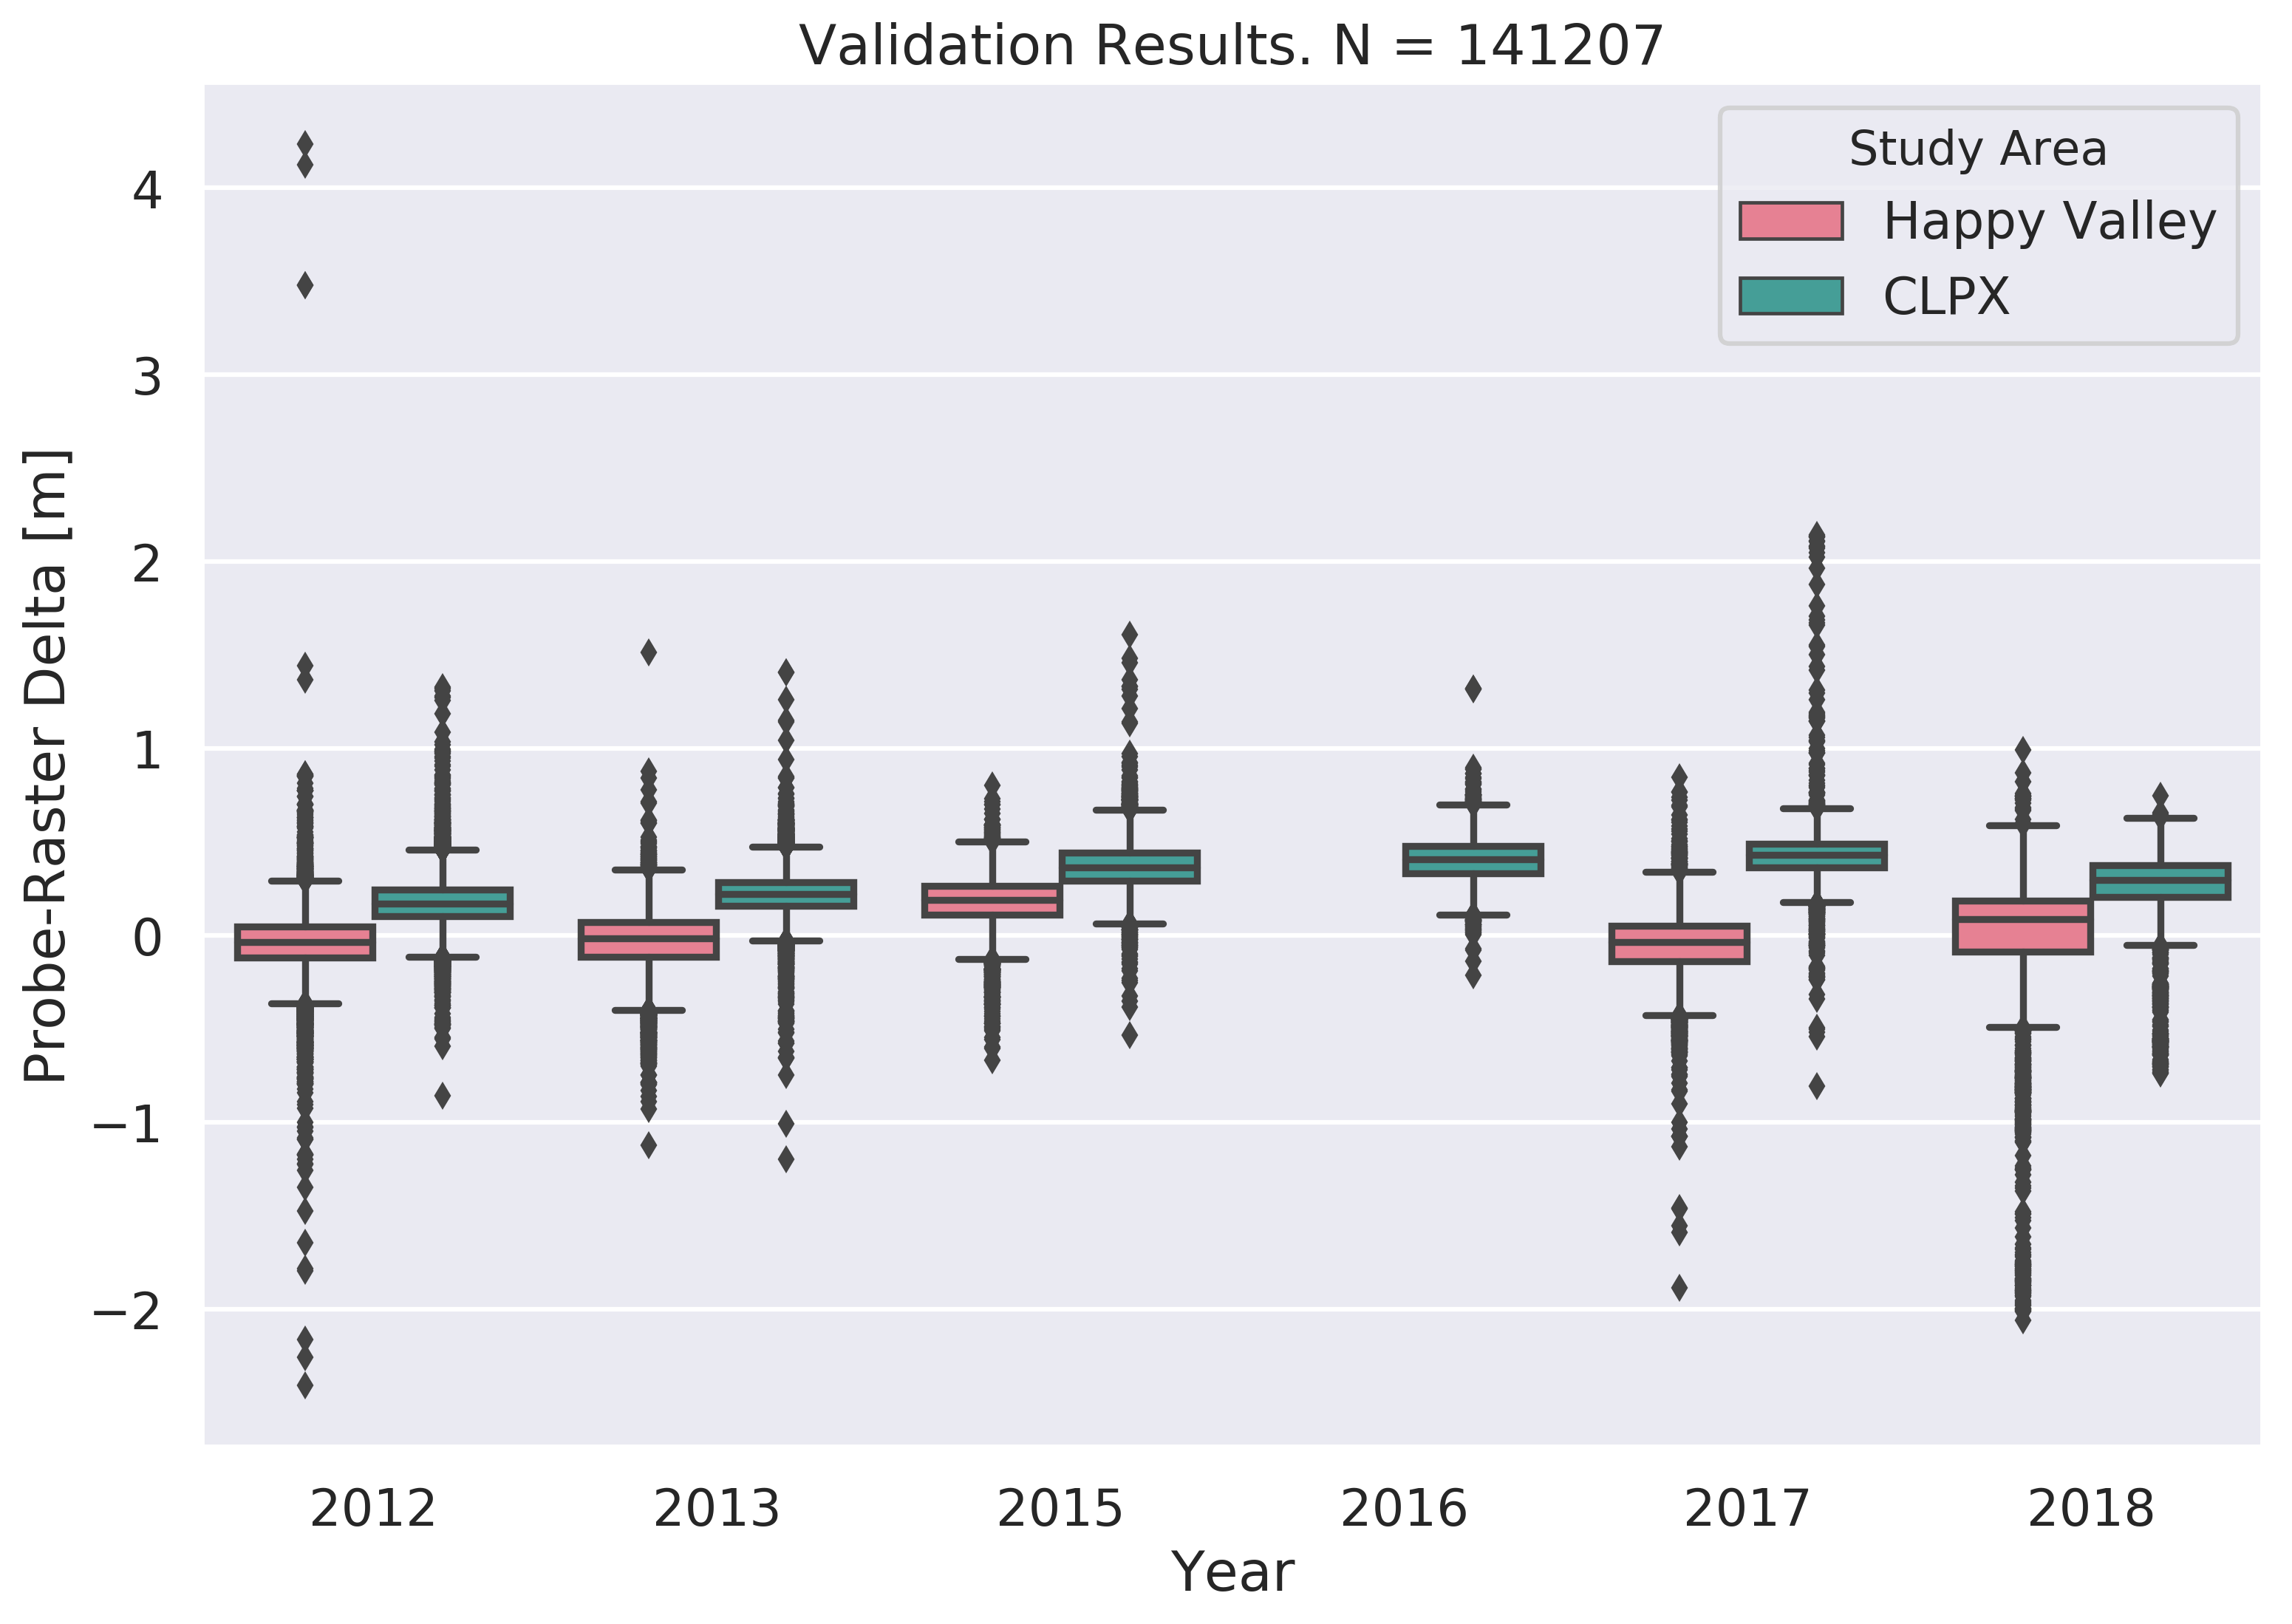 Validation Results. N = 141207
Study Area
Happy Valley
CLPX
Probe-Raster Delta [m]
4
3
2
1
0
−1
−2
2012 2013 2015 2016 2017 2018
Year